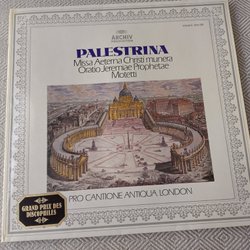 ARCHIV
PALESTRINA
Missa Aeterna Christi munera
Oratio Jeremiae Prophetae
Motetti
PRO CANTIONE ANTIQUA, LONDON
GRAND PRIX DES
DISCOPHILES